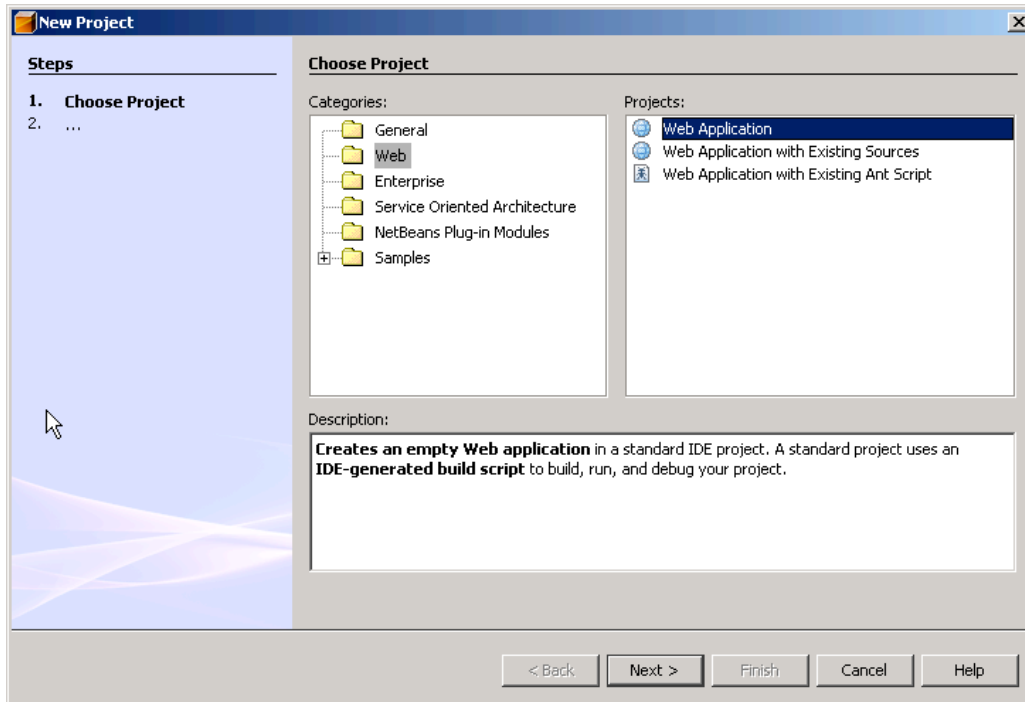 New Project
Steps
1. Choose Project
2. ...
Choose Project
Categories:
General
Web
Enterprise
Service Oriented Architecture
NetBeans Plug-in Modules
Samples
Projects:
Web Application
Web Application with Existing Sources
Web Application with Existing Ant Script
Description:
Creates an empty Web application in a standard IDE project. A standard project uses an
IDE-generated build script to build, run, and debug your project.
< Back
Next >
Finish
Cancel
Help